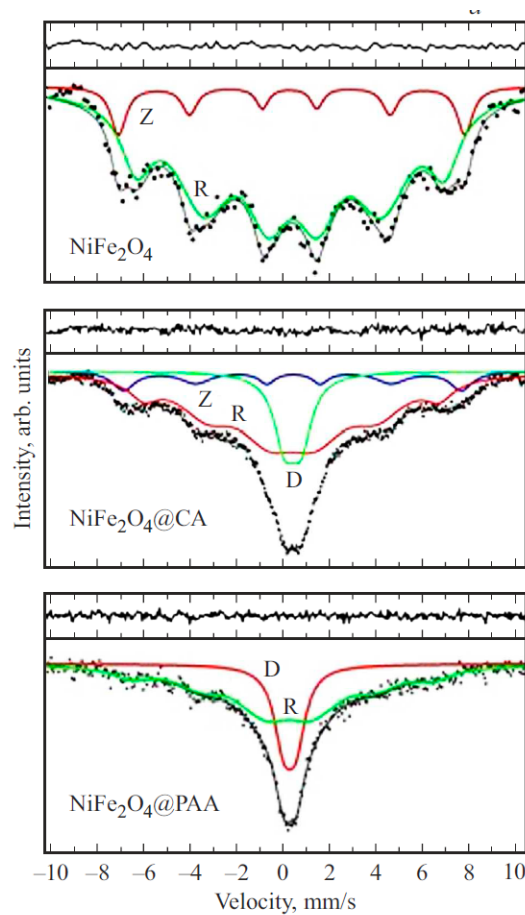 Z
R
NiFe₂O₄
Intensity, arb. units
Z R
D
NiFe₂O₄@CA
D
R
NiFe₂O₄@PAA
−10 −8 −6 −4 −2 0 2 4 6 8 10
Velocity, mm/s